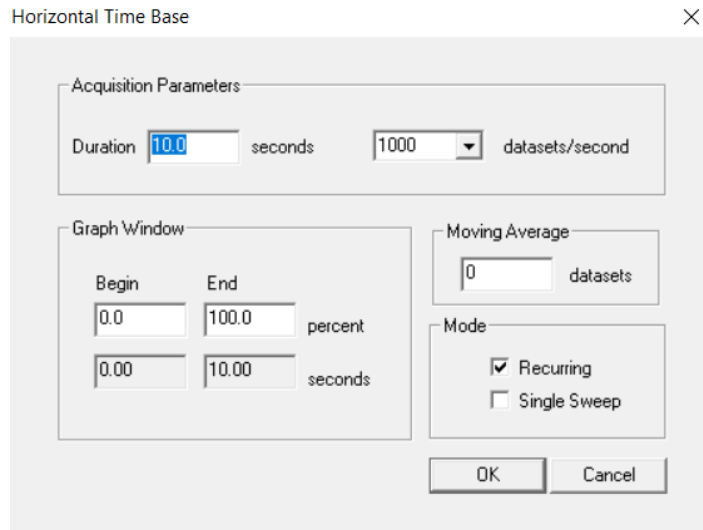 Horizontal Time Base
Acquisition Parameters
Duration 10.0 seconds 1000 datasets/second
Graph Window
Begin End
0.0 100.0 percent
0.00 10.00 seconds
Moving Average
0 datasets
Mode
Recurring
Single Sweep
OK Cancel